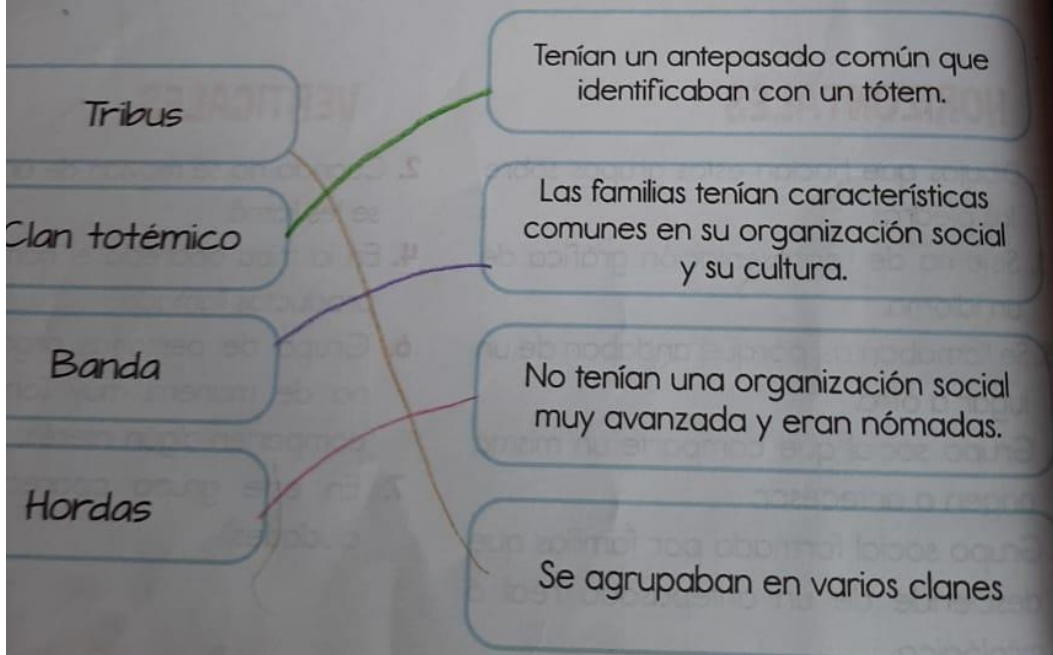 Tribus
Clan totémico
Banda
Hordas
Tenían un antepasado común que
identificaban con un tótem.
Las familias tenían características
comunes en su organización social
y su cultura.
No tenían una organización social
muy avanzada y eran nómadas.
Se agrupaban en varios clanes